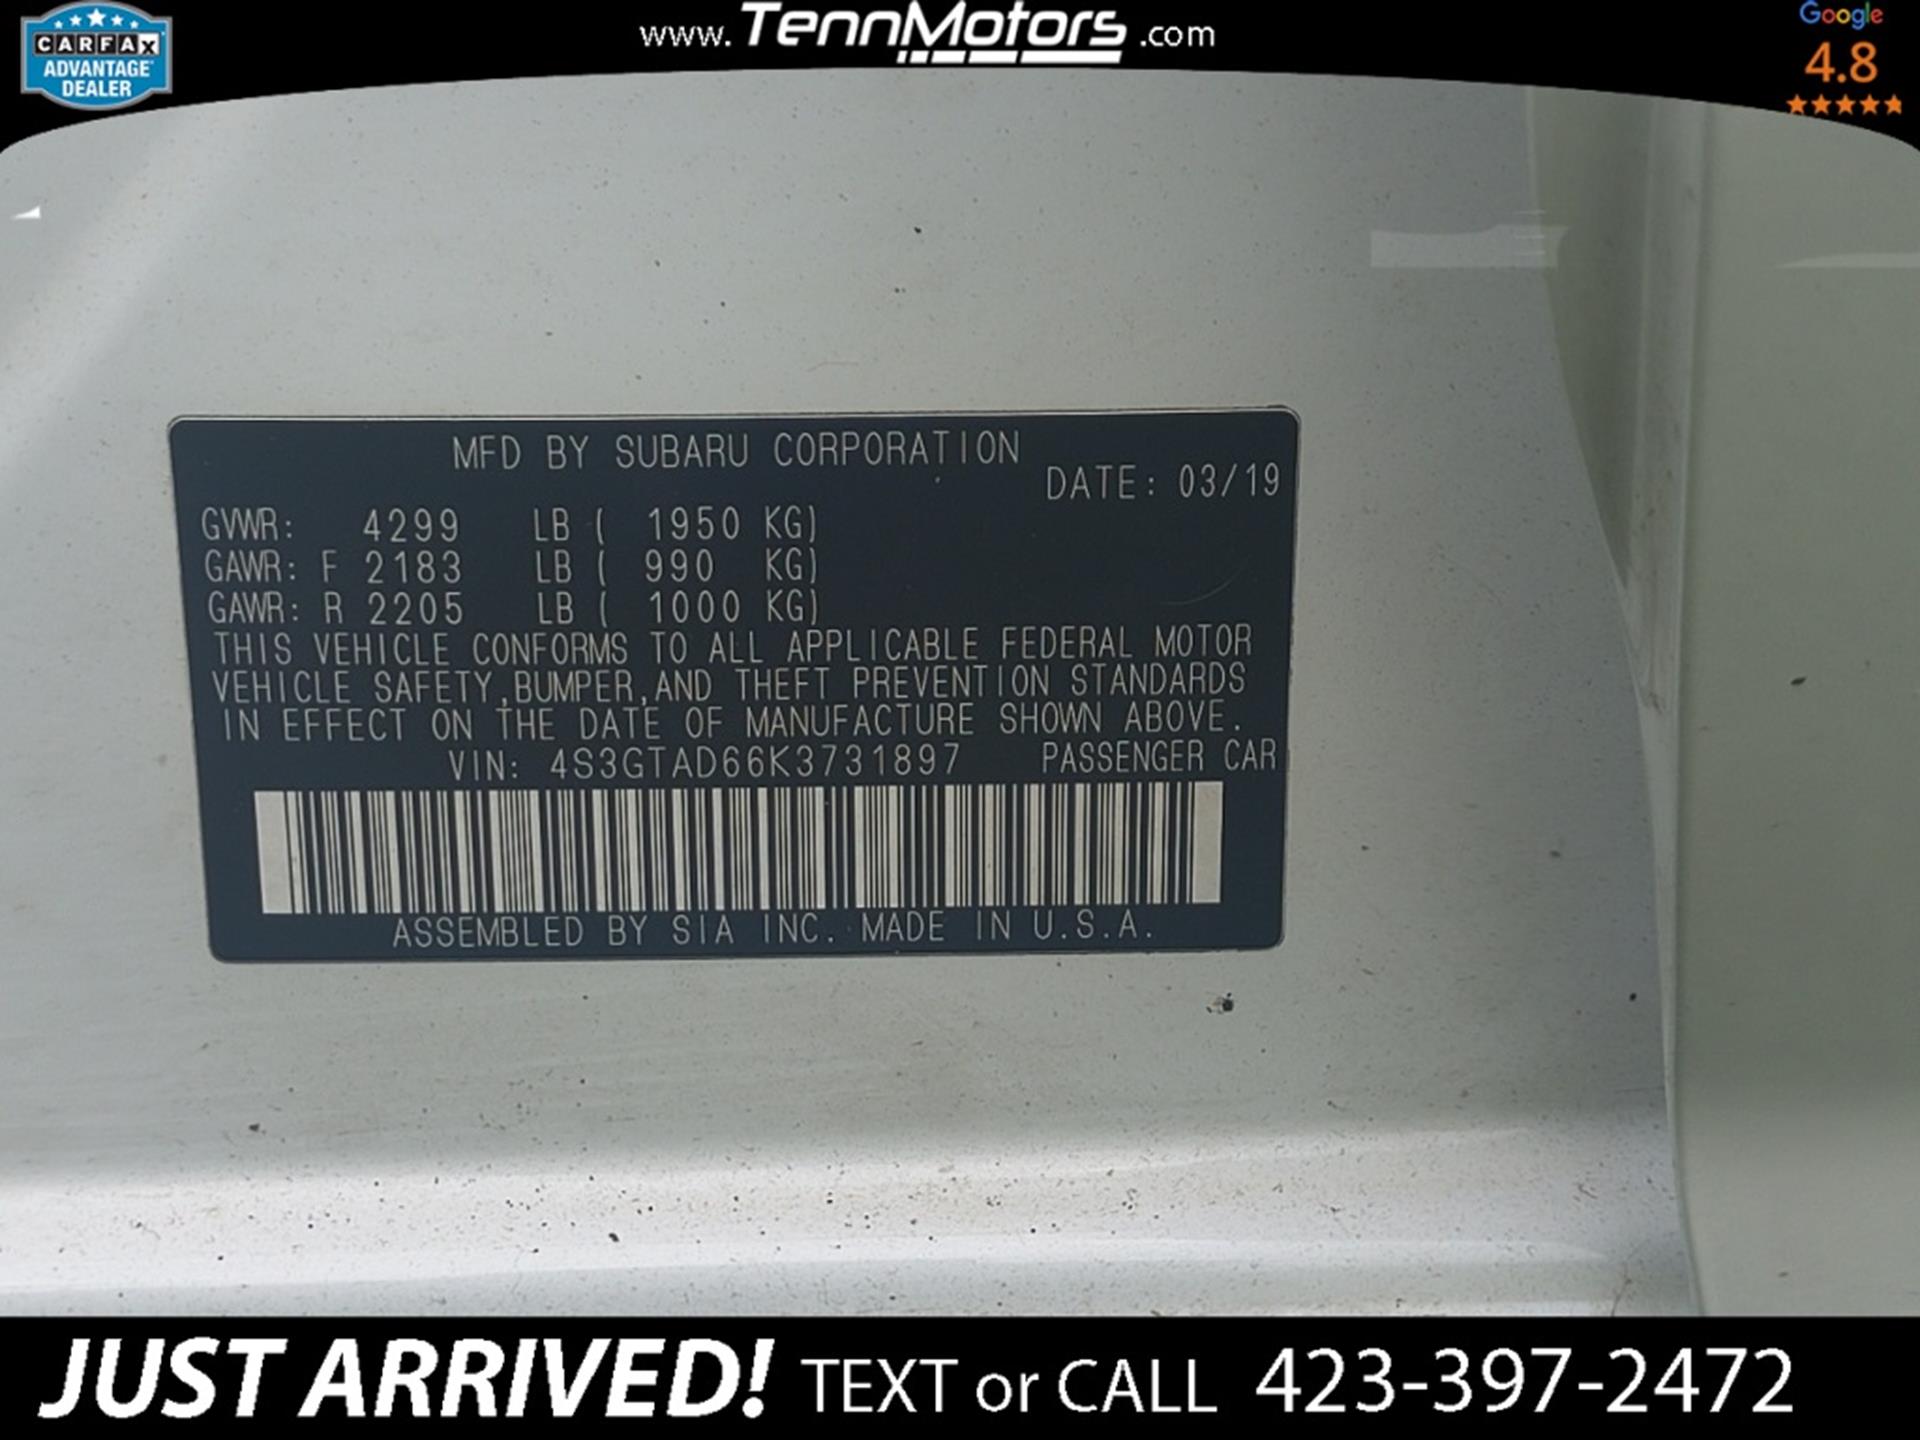 CARFAX
ADVANTAGE
DEALER
www.TennMotors.com
Google
4.8
MFD BY SUBARU CORPORATION
DATE: 03/19
GVWR: 4299 LB ( 1950 KG)
GAWR: F 2183 LB ( 990 KG)
GAWR: R 2205 LB ( 1000 KG)
THIS VEHICLE CONFORMS TO ALL APPLICABLE FEDERAL MOTOR
VEHICLE SAFETY,BUMPER,AND THEFT PREVENTION STANDARDS
IN EFFECT ON THE DATE OF MANUFACTURE SHOWN ABOVE.
VIN: 4S3GTAD66K3731897 PASSENGER CAR
ASSEMBLED BY SIA INC. MADE IN U.S.A.
JUST ARRIVED! TEXT or CALL 423-397-2472